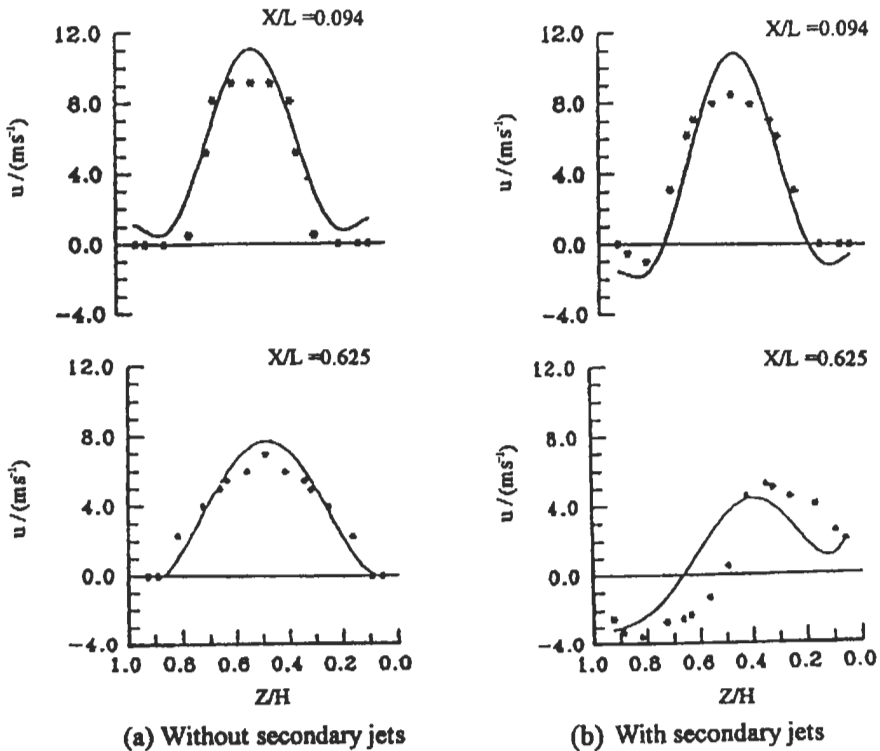 X/L =0.094
12.0
8.0
4.0
0.0
-4.0
u /(ms⁻¹)
X/L =0.094
12.0
8.0
4.0
0.0
-4.0
u /(ms⁻¹)
X/L =0.625
12.0
8.0
4.0
0.0
-4.0
u /(ms⁻¹)
1.0 0.8 0.6 0.4 0.2 0.0
Z/H
(a) Without secondary jets
X/L =0.625
12.0
8.0
4.0
0.0
-4.0
u /(ms⁻¹)
1.0 0.8 0.6 0.4 0.2 0.0
Z/H
(b) With secondary jets